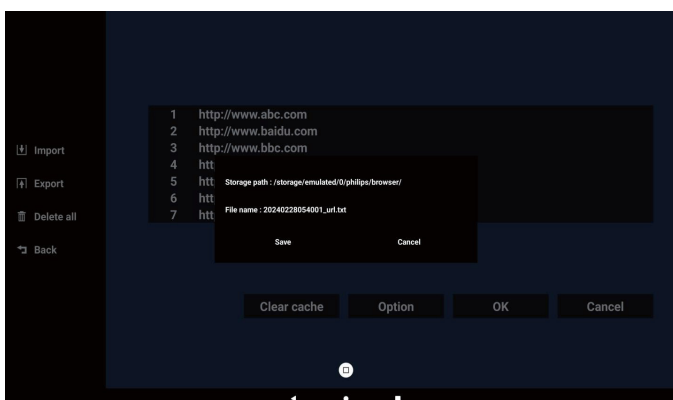 Import
Export
Delete all
Back
1 http://www.abc.com
2 http://www.baidu.com
3 http://www.bbc.com
4 htt
5 htt
6 htt
7 htt
Storage path : /storage/emulated/0/philips/browser/
File name : 20240228054001_url.txt
Save Cancel
Clear cache Option OK Cancel